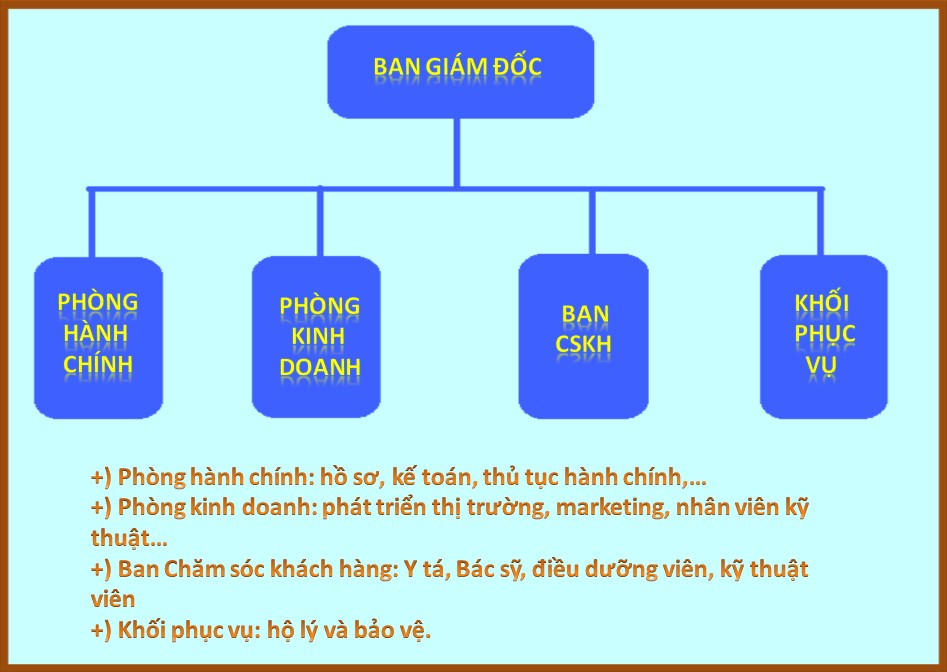 BAN GIÁM ĐỐC
PHÒNG
HÀNH
CHÍNH
PHÒNG
KINH
DOANH
BAN
CSKH
KHỐI
PHỤC
VỤ
+) Phòng hành chính: hồ sơ, kế toán, thủ tục hành chính,...
+) Phòng kinh doanh: phát triển thị trường, marketing, nhân viên kỹ
thuật...
+) Ban Chăm sóc khách hàng: Y tá, Bác sỹ, điều dưỡng viên, kỹ thuật
viên
+) Khối phục vụ: hộ lý và bảo vệ.